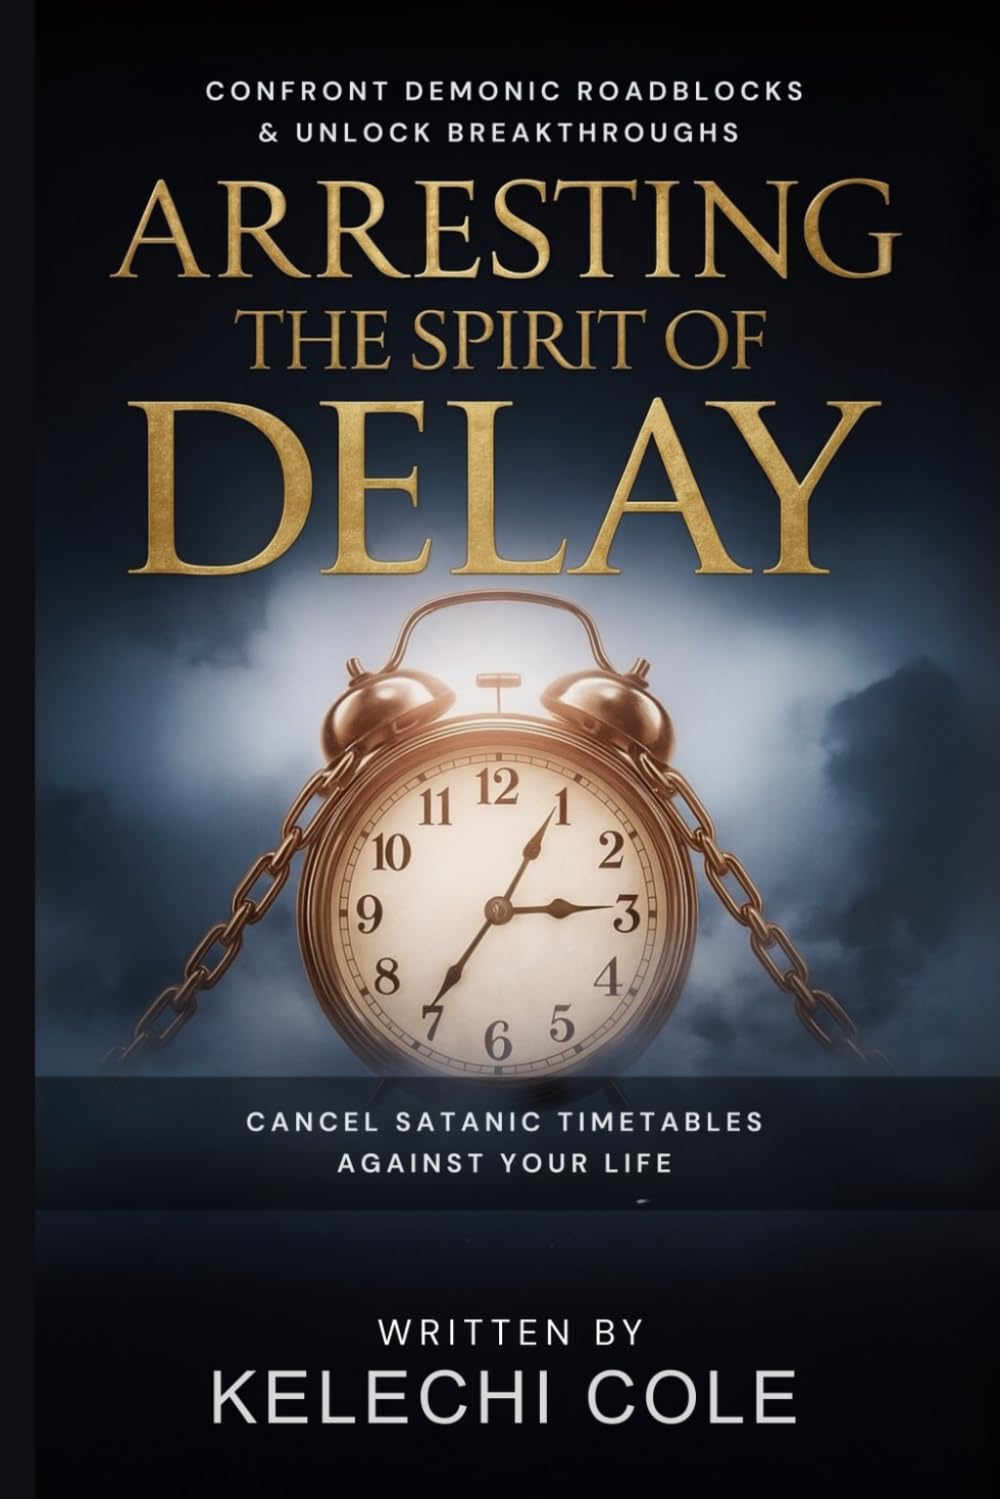 CONFRONT DEMONIC ROADBLOCKS
& UNLOCK BREAKTHROUGHS
ARRESTING
THE SPIRIT OF
DELAY
12
11
1
10
2
9
3
8
4
7
5
6
CANCEL SATANIC TIMETABLES
AGAINST YOUR LIFE
WRITTEN BY
KELECHI COLE